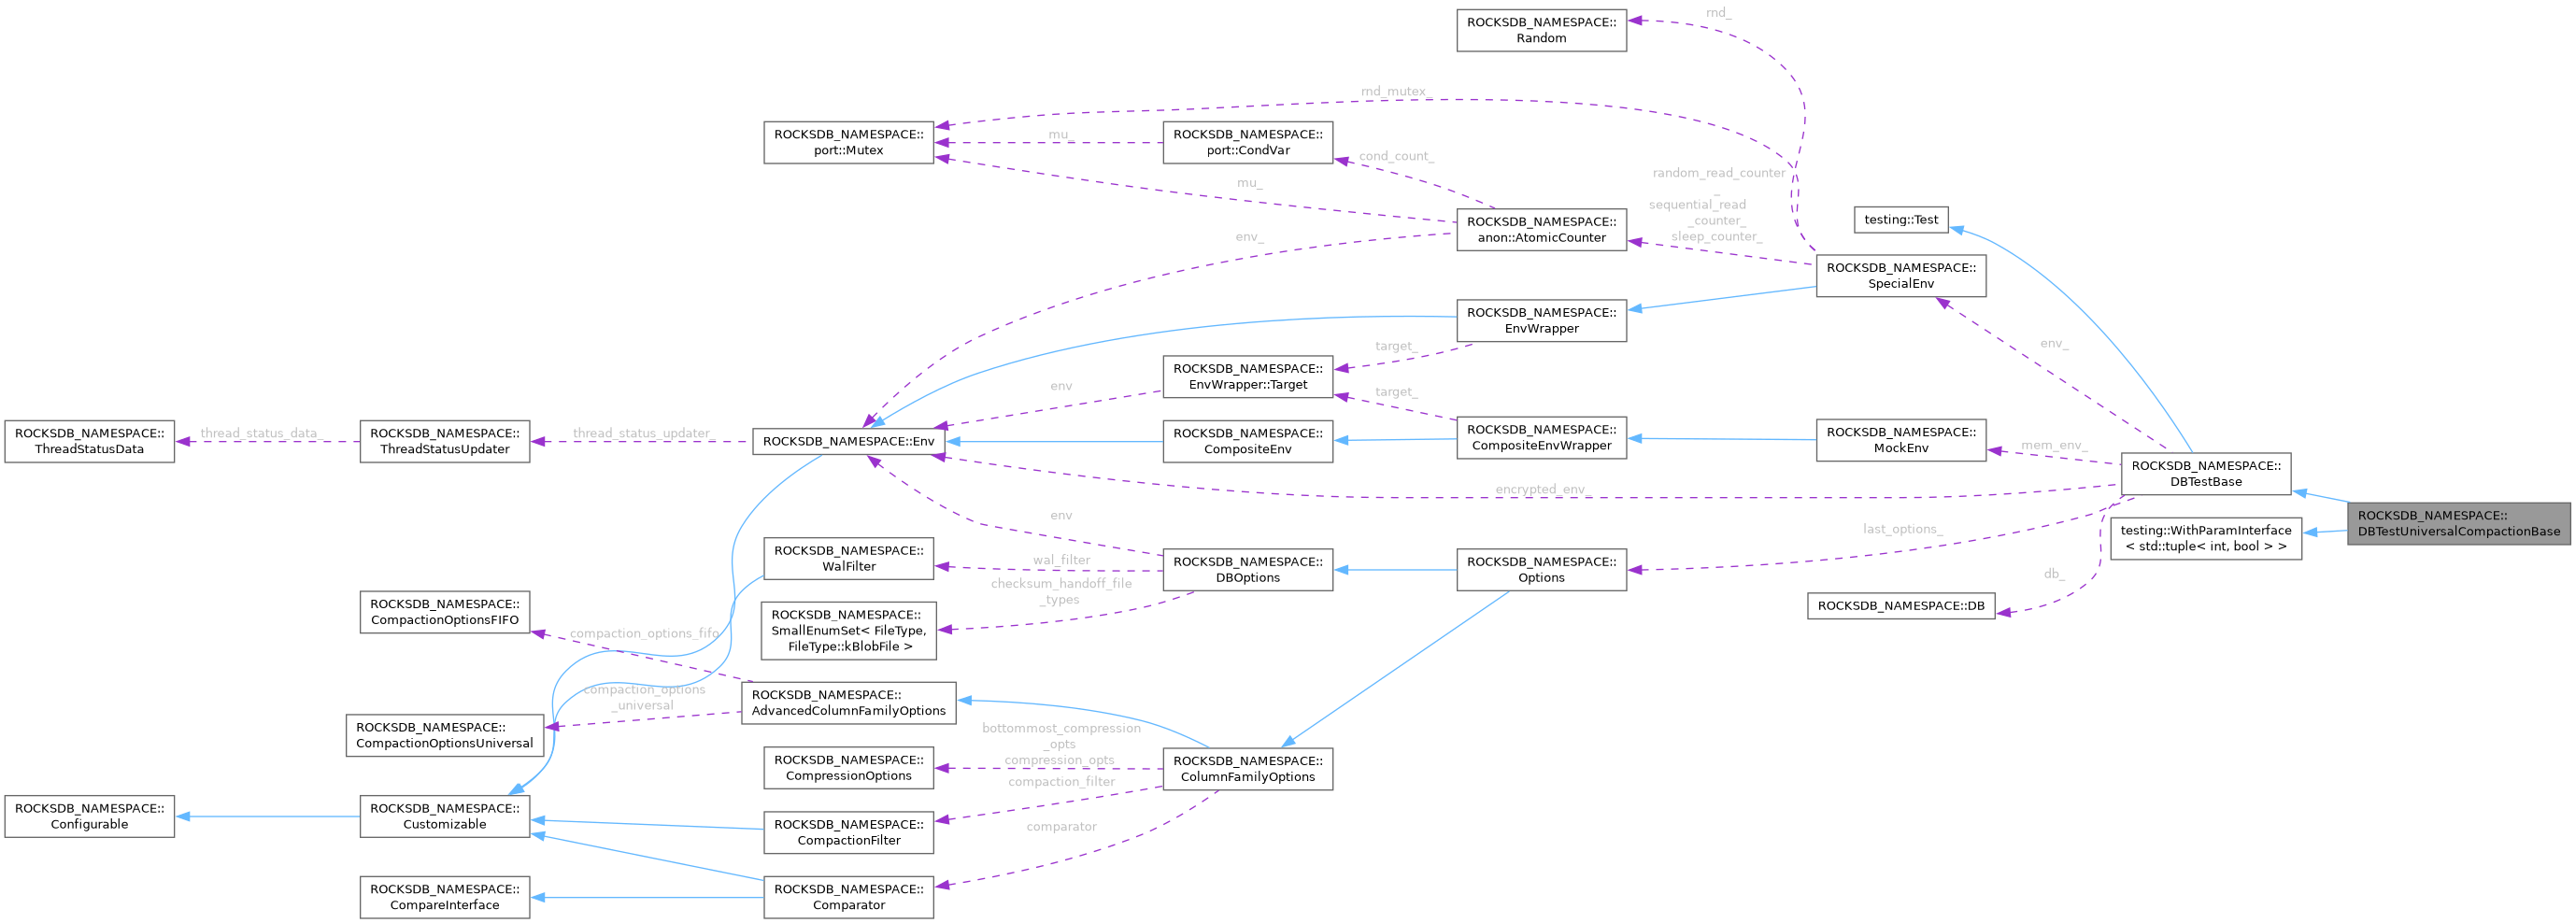 ROCKSDB_NAMESPACE::
Random
rnd_
rnd_mutex_
ROCKSDB_NAMESPACE::
port::Mutex
mu_
ROCKSDB_NAMESPACE::
port::CondVar
cond_count_
mu_
random_read_counter
_
sequential_read
_counter_
sleep_counter_
ROCKSDB_NAMESPACE::
anon::AtomicCounter
env_
testing::Test
ROCKSDB_NAMESPACE::
SpecialEnv
ROCKSDB_NAMESPACE::
EnvWrapper
target_
env_
ROCKSDB_NAMESPACE::
EnvWrapper::Target
env
target_
ROCKSDB_NAMESPACE::
ThreadStatusData
thread_status_data_
ROCKSDB_NAMESPACE::
ThreadStatusUpdater
thread_status_updater_
ROCKSDB_NAMESPACE::Env
ROCKSDB_NAMESPACE::
CompositeEnv
ROCKSDB_NAMESPACE::
CompositeEnvWrapper
ROCKSDB_NAMESPACE::
MockEnv
mem_env_
ROCKSDB_NAMESPACE::
DBTestBase
encrypted_env_
env
last_options_
ROCKSDB_NAMESPACE::
DBTestUniversalCompactionBase
testing::WithParamInterface
< std::tuple< int, bool > >
ROCKSDB_NAMESPACE::
WalFilter
wal_filter
checksum_handoff_file
_types
ROCKSDB_NAMESPACE::
DBOptions
ROCKSDB_NAMESPACE::
Options
db_
ROCKSDB_NAMESPACE::DB
ROCKSDB_NAMESPACE::
CompactionOptionsFIFO
compaction_options_fifo
ROCKSDB_NAMESPACE::
SmallEnumSet< FileType,
FileType::kBlobFile >
compaction_options
_universal
ROCKSDB_NAMESPACE::
AdvancedColumnFamilyOptions
ROCKSDB_NAMESPACE::
CompactionOptionsUniversal
bottommost_compression
_opts
compression_opts
ROCKSDB_NAMESPACE::
CompressionOptions
compaction_filter
ROCKSDB_NAMESPACE::
ColumnFamilyOptions
ROCKSDB_NAMESPACE::
Configurable
ROCKSDB_NAMESPACE::
Customizable
ROCKSDB_NAMESPACE::
CompactionFilter
comparator
ROCKSDB_NAMESPACE::
CompareInterface
ROCKSDB_NAMESPACE::
Comparator